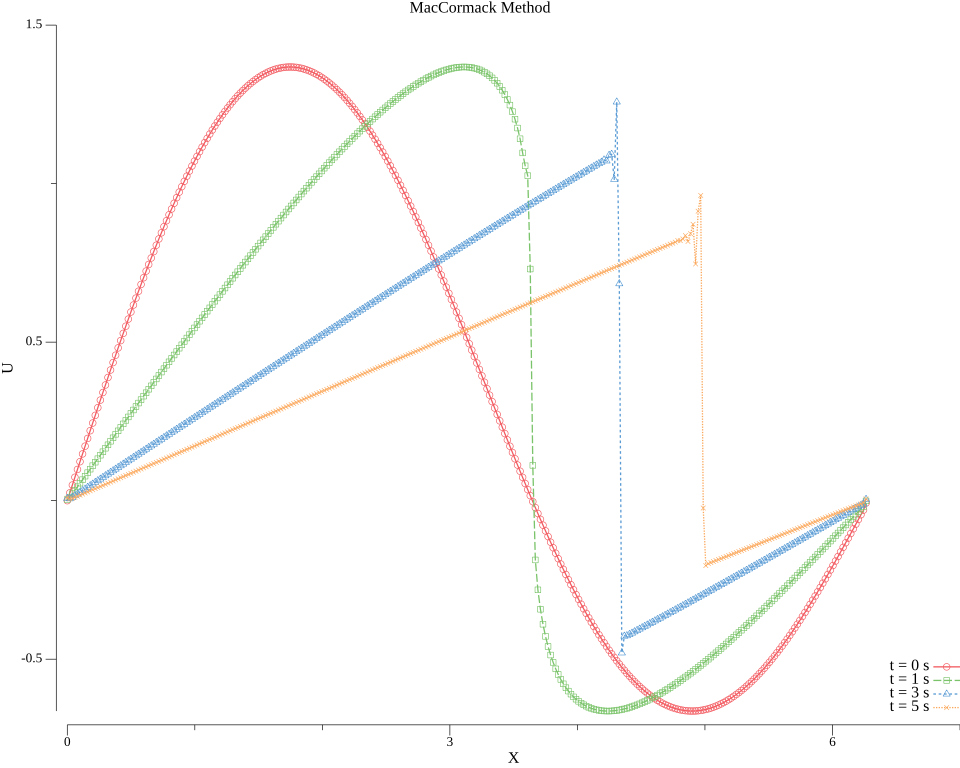 MacCormack Method
1.5
0.5
-0.5
U
0
3
6
X
t = 0 s
t = 1 s
t = 3 s
t = 5 s